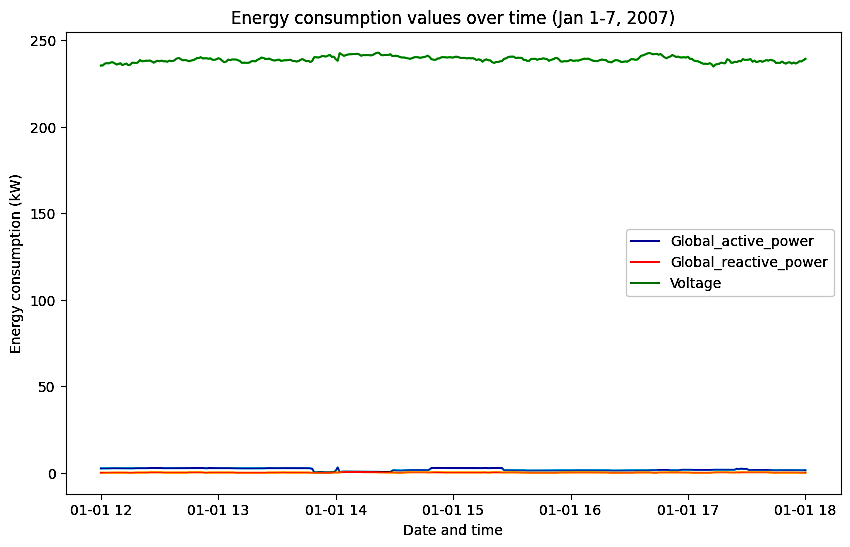 Energy consumption values over time (Jan 1-7, 2007)
Energy consumption (kW)
250
200
150
100
50
0
Global_active_power
Global_reactive_power
Voltage
01-01 12 01-01 13 01-01 14 01-01 15 01-01 16 01-01 17 01-01 18
Date and time